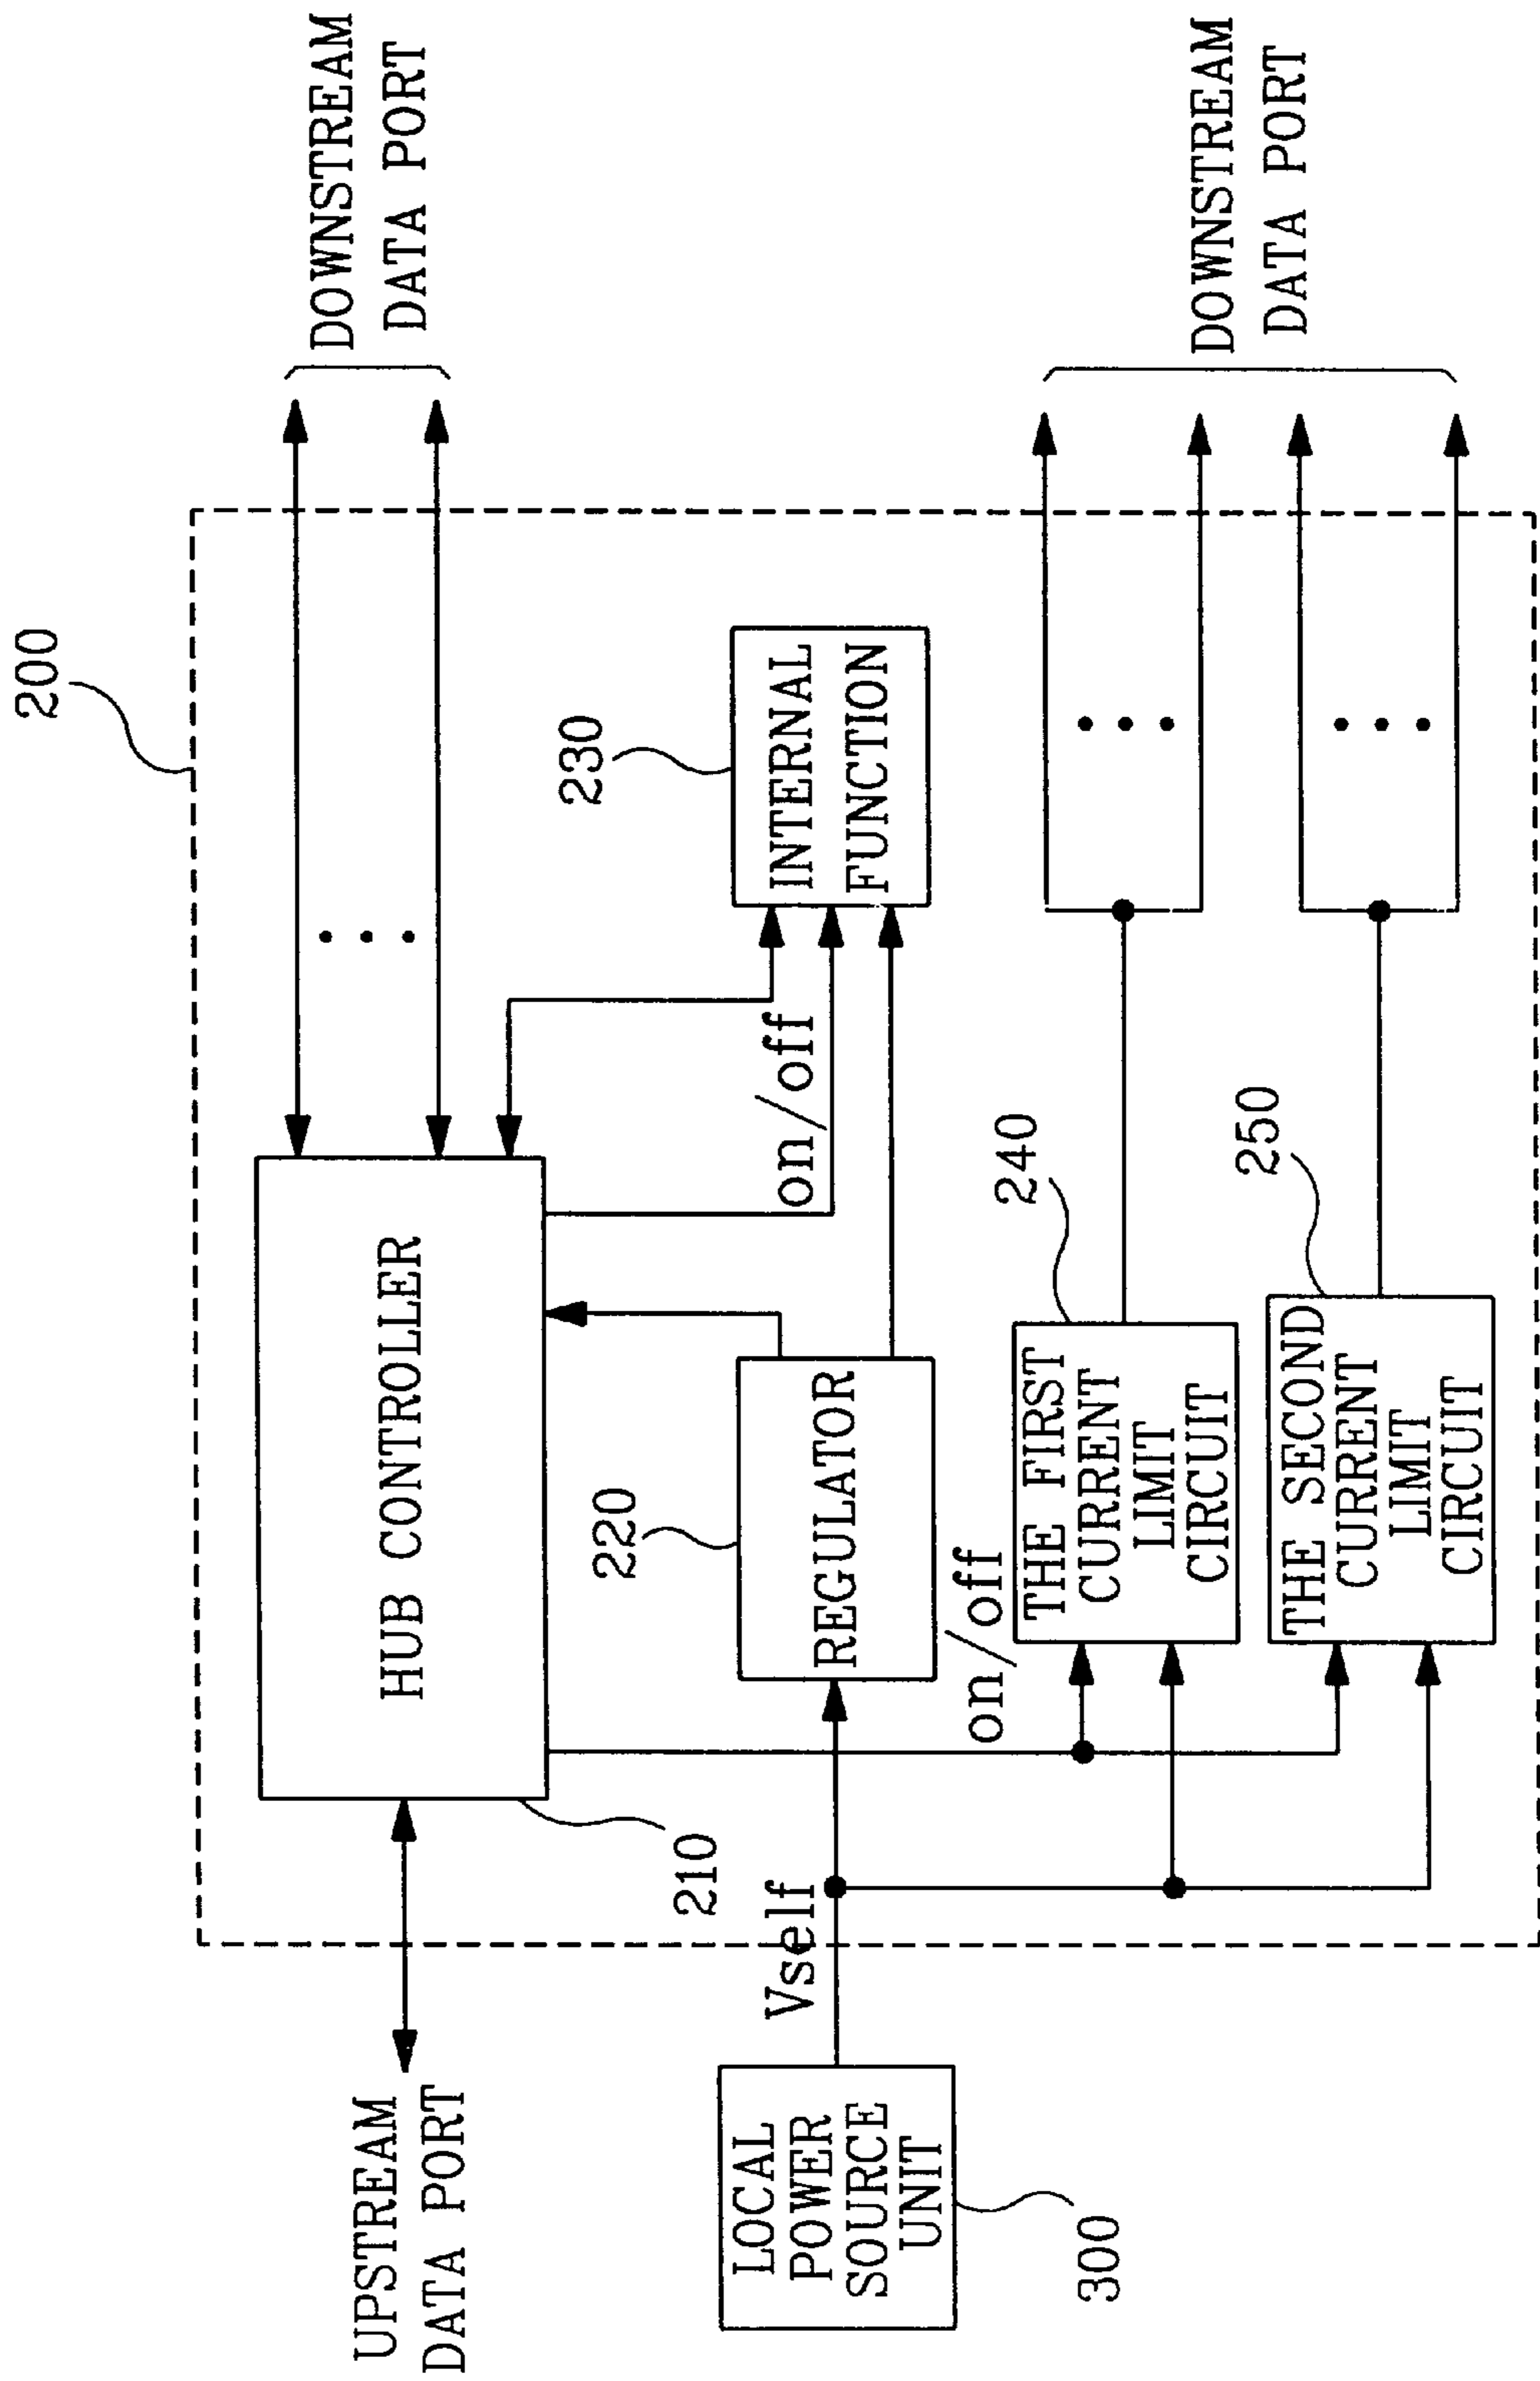 200
UPSTREAM
DATA PORT
HUB CONTROLLER
210
DOWNSTREAM
DATA PORT
LOCAL
POWER
SOURCE
UNIT
300
Vself
220
REGULATOR
on/off
230
INTERNAL
FUNCTION
on/off
240
THE FIRST
CURRENT
LIMIT
CIRCUIT
250
THE SECOND
CURRENT
LIMIT
CIRCUIT
DOWNSTREAM
DATA PORT